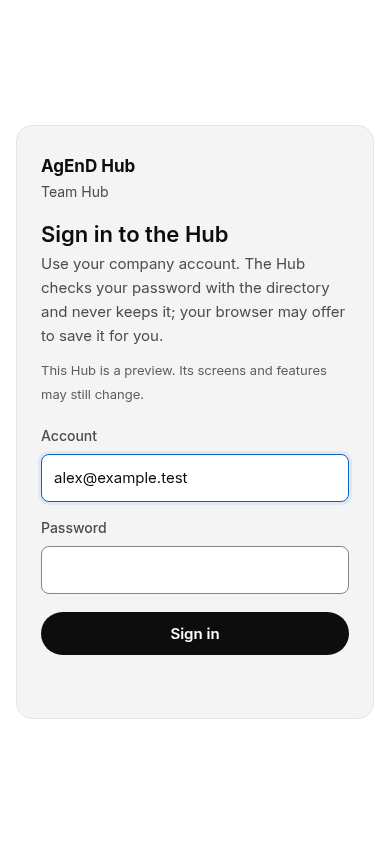 AgEnD Hub
Team Hub
Sign in to the Hub
Use your company account. The Hub
checks your password with the directory
and never keeps it; your browser may offer
to save it for you.
This Hub is a preview. Its screens and features
may still change.
Account
alex@example.test
Password
Sign in